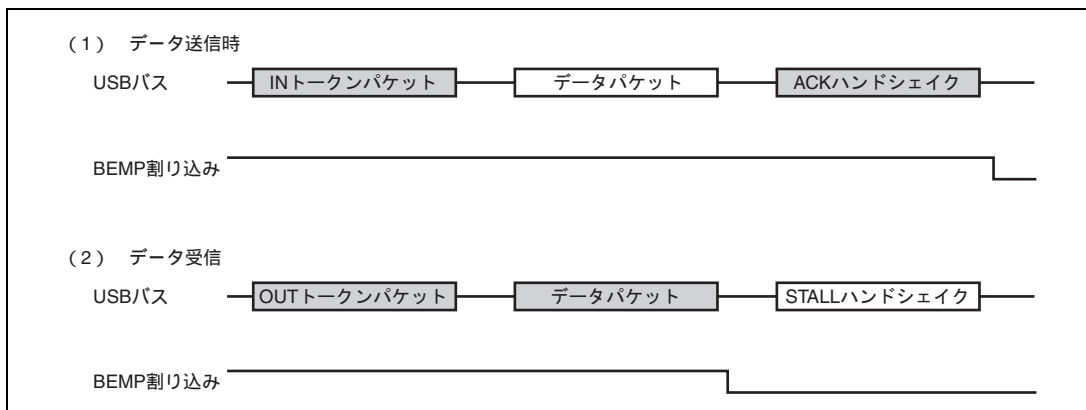 (1) データ送信時
USBバス INトークンパケット データパケット ACKハンドシェイク
BEMP割り込み
(2) データ受信
USBバス OUTトークンパケット データパケット STALLハンドシェイク
BEMP割り込み